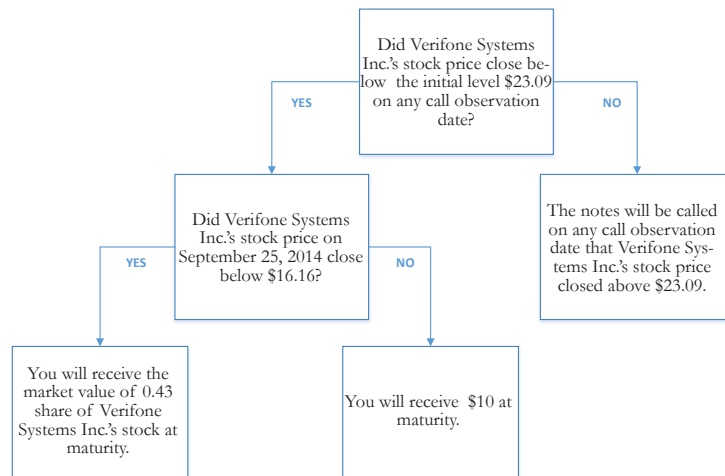 Did Verifone Systems
Inc.'s stock price close be-
low the initial level $23.09
on any call observation
date?
YES
NO
Did Verifone Systems
Inc.'s stock price on
September 25, 2014 close
below $16.16?
The notes will be called
on any call observation
date that Verifone Sys-
tems Inc.'s stock price
closed above $23.09.
YES
NO
You will receive the
market value of 0.43
share of Verifone
Systems Inc.'s stock at
maturity.
You will receive $10 at
maturity.